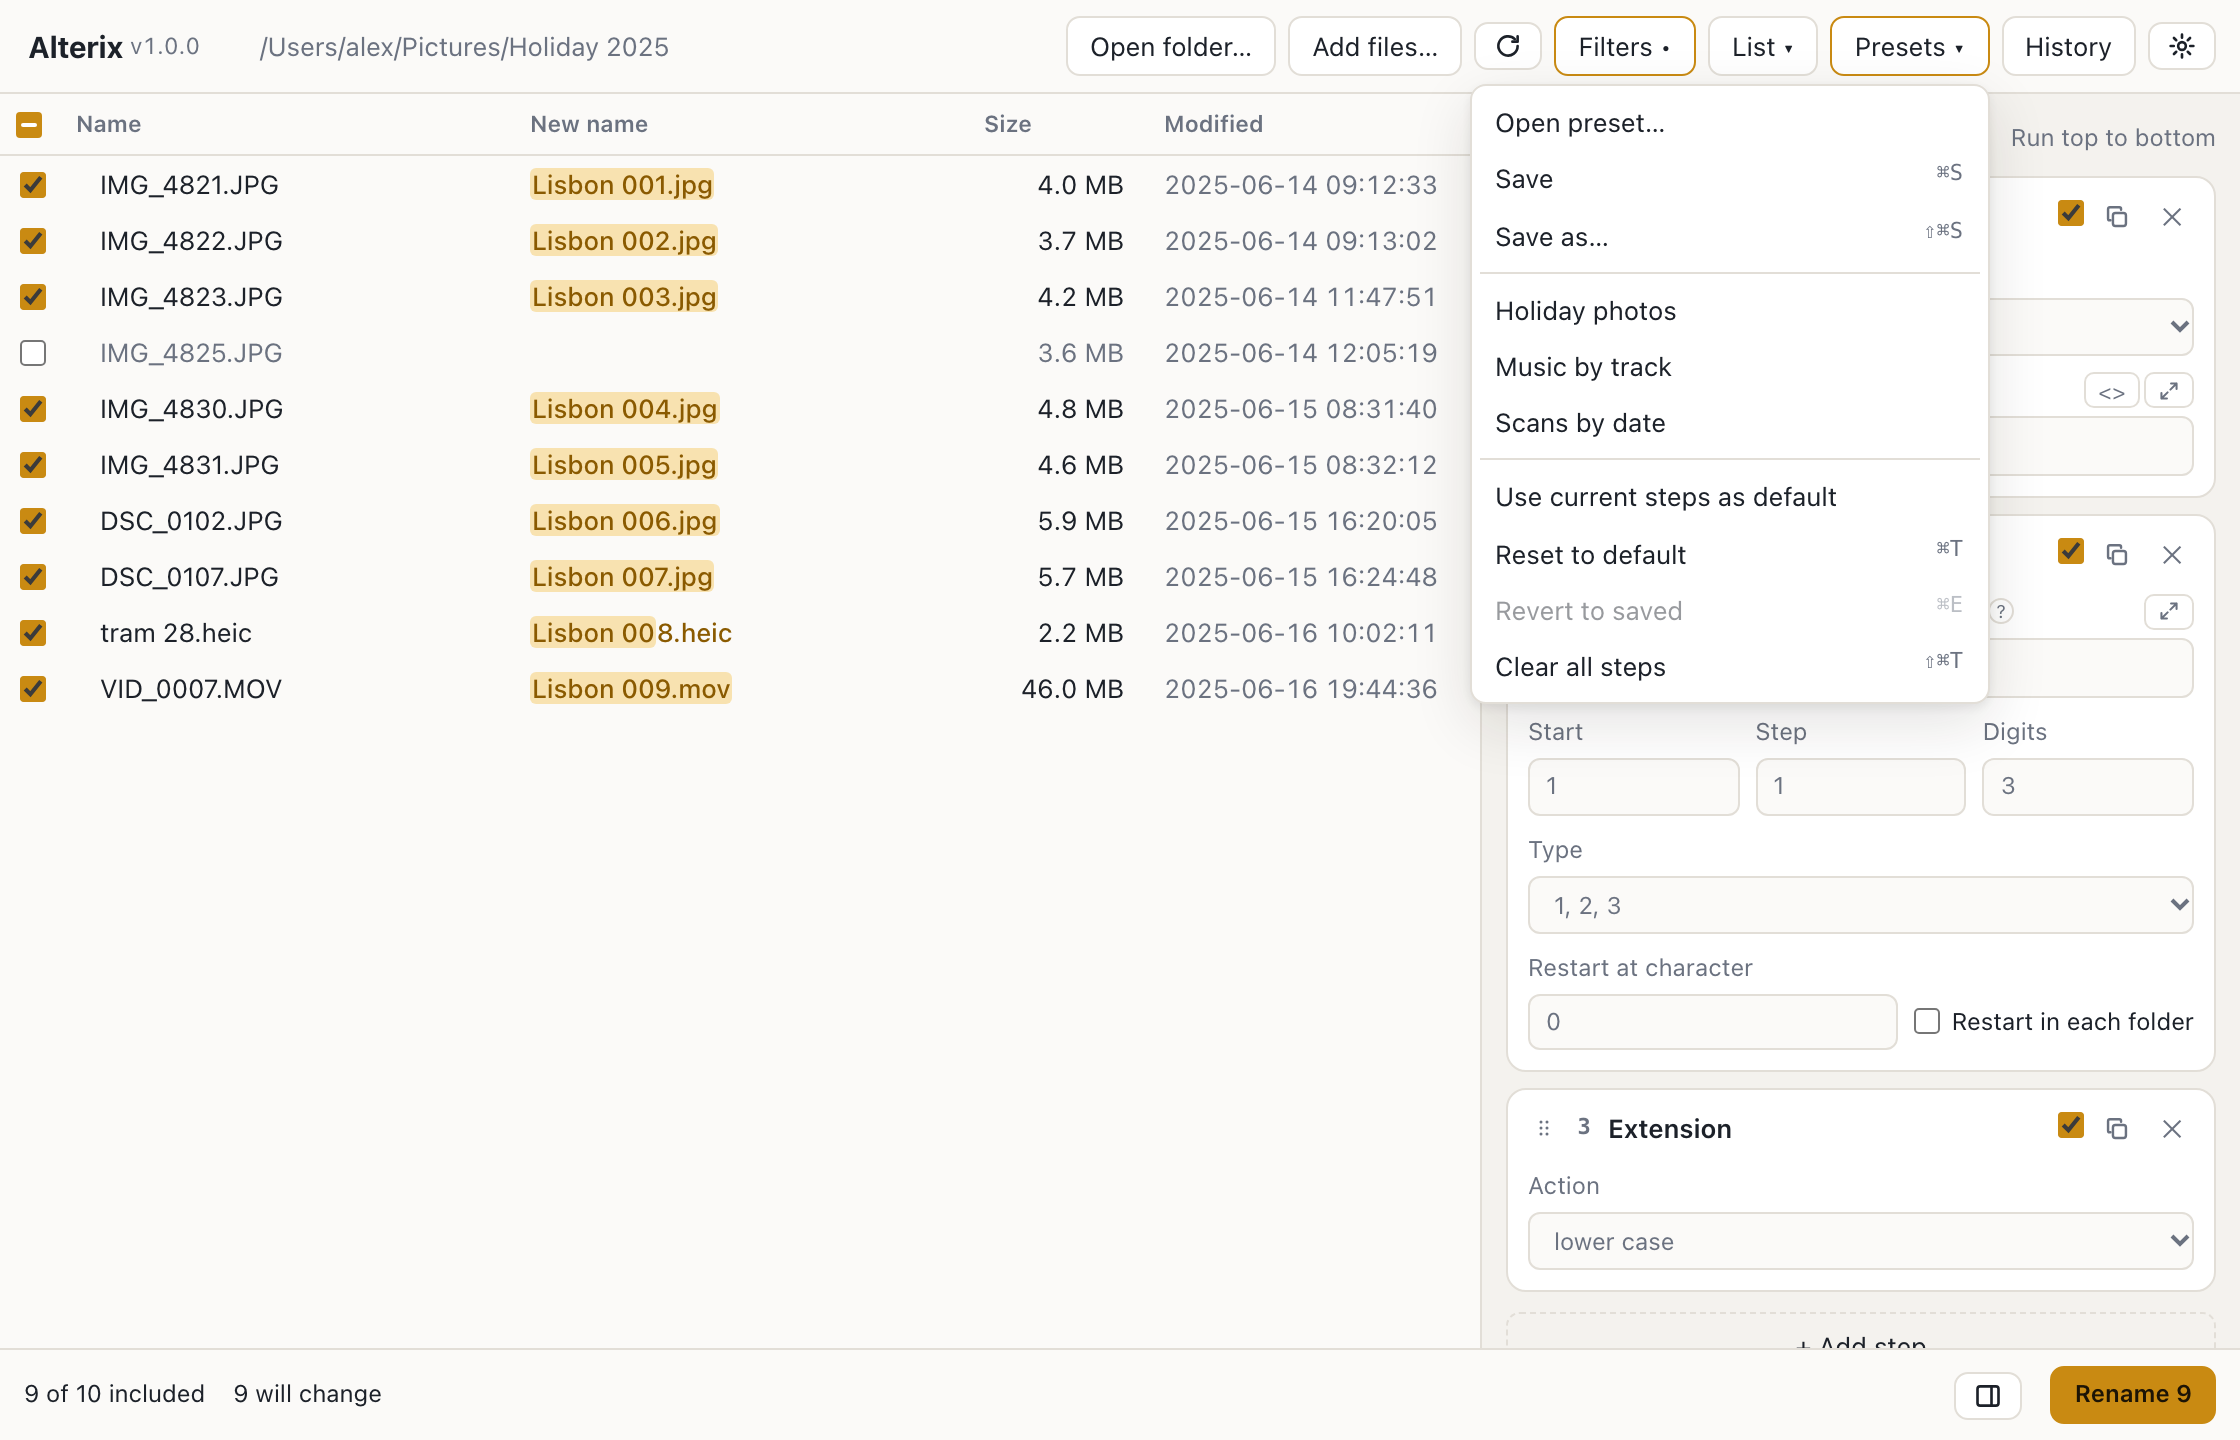 Alterix v1.0.0 /Users/alex/Pictures/Holiday 2025 Open folder... Add files... Filters • List ▾ Presets ▾ History
Name New name Size Modified
IMG_4821.JPG Lisbon 001.jpg 4.0 MB 2025-06-14 09:12:33
IMG_4822.JPG Lisbon 002.jpg 3.7 MB 2025-06-14 09:13:02
IMG_4823.JPG Lisbon 003.jpg 4.2 MB 2025-06-14 11:47:51
IMG_4825.JPG 3.6 MB 2025-06-14 12:05:19
IMG_4830.JPG Lisbon 004.jpg 4.8 MB 2025-06-15 08:31:40
IMG_4831.JPG Lisbon 005.jpg 4.6 MB 2025-06-15 08:32:12
DSC_0102.JPG Lisbon 006.jpg 5.9 MB 2025-06-15 16:20:05
DSC_0107.JPG Lisbon 007.jpg 5.7 MB 2025-06-15 16:24:48
tram 28.heic Lisbon 008.heic 2.2 MB 2025-06-16 10:02:11
VID_0007.MOV Lisbon 009.mov 46.0 MB 2025-06-16 19:44:36
Open preset...
Save ⌘S
Save as... ⇧⌘S
Holiday photos
Music by track
Scans by date
Use current steps as default
Reset to default ⌘T
Revert to saved ⌘E
Clear all steps ⇧⌘T
Run top to bottom
<>
?
Start Step Digits
1 1 3
Type
1, 2, 3
Restart at character
0 Restart in each folder
3 Extension
Action
lower case
+ Add step
9 of 10 included 9 will change Rename 9